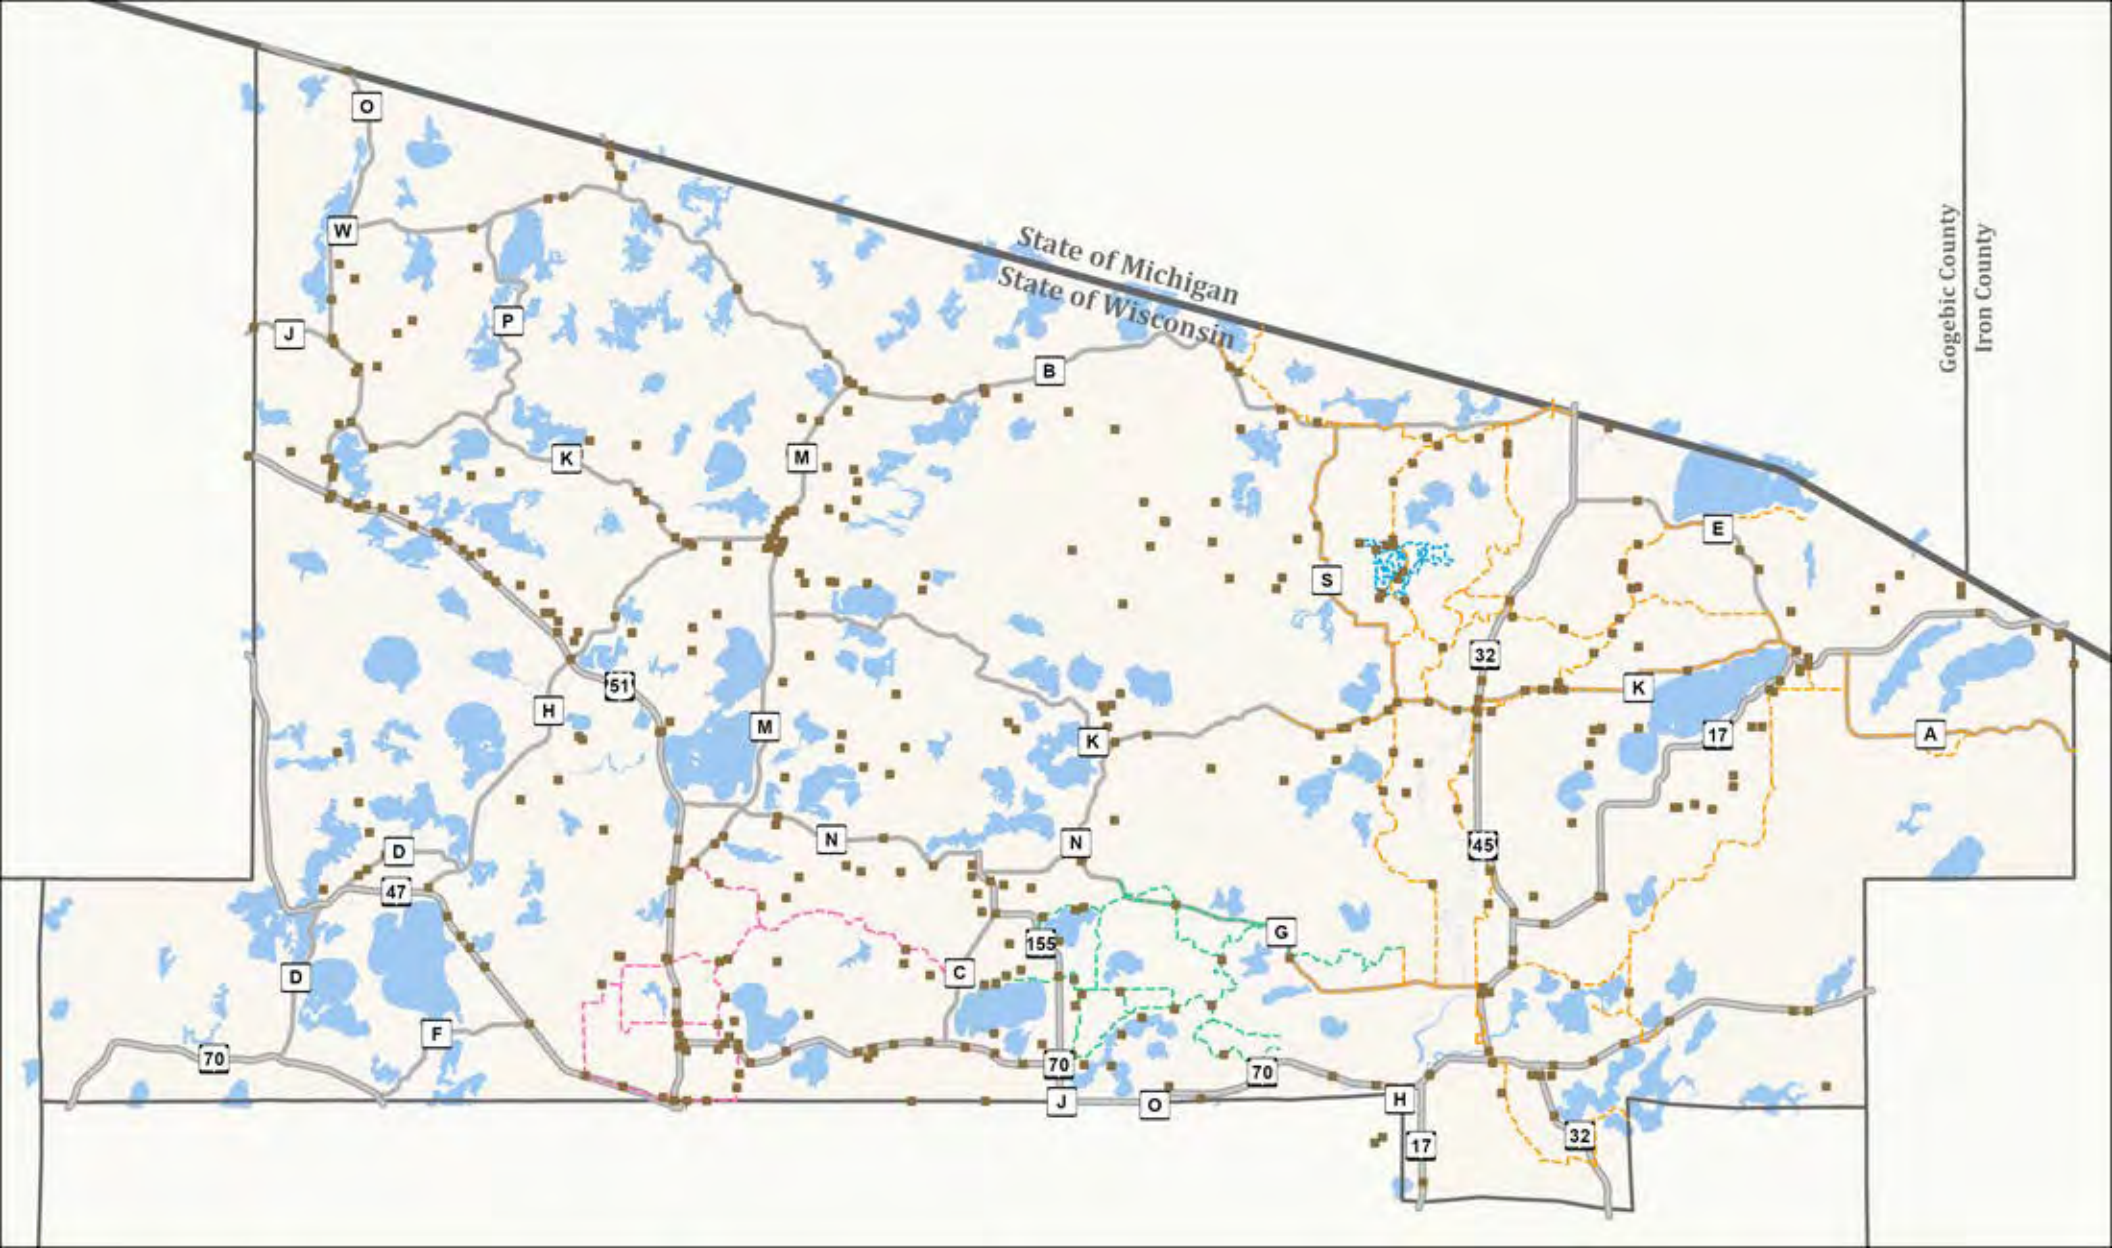 O
W
State of Michigan
State of Wisconsin
Gogebic County
Iron County
J
P
B
K
M
E
S
32
K
51
H
M
K
17
A
N
N
45
D
47
G
155
C
D
F
70
70
70
J
O
H
17
32